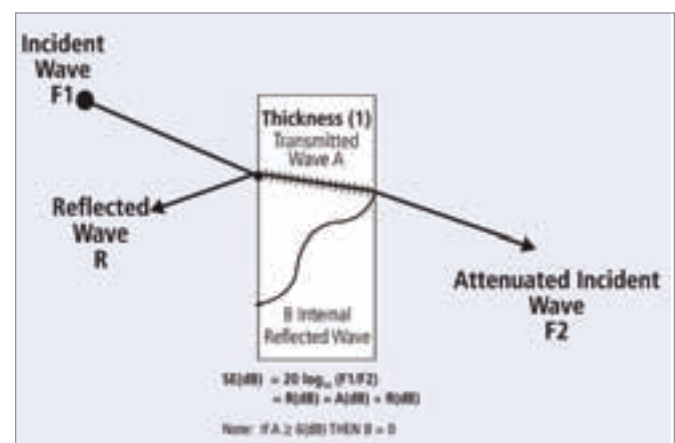 Incident
Wave
F1
Thickness (1)
Transmitted
Wave A
Reflected
Wave
R
Attenuated Incident
Wave
F2
B Internal
Reflected Wave
SE(dB) = 20 log₁₀ (F1/F2)
= R(dB) + A(dB) + B(dB)
Note: If A ≥ 6(dB) THEN B = 0